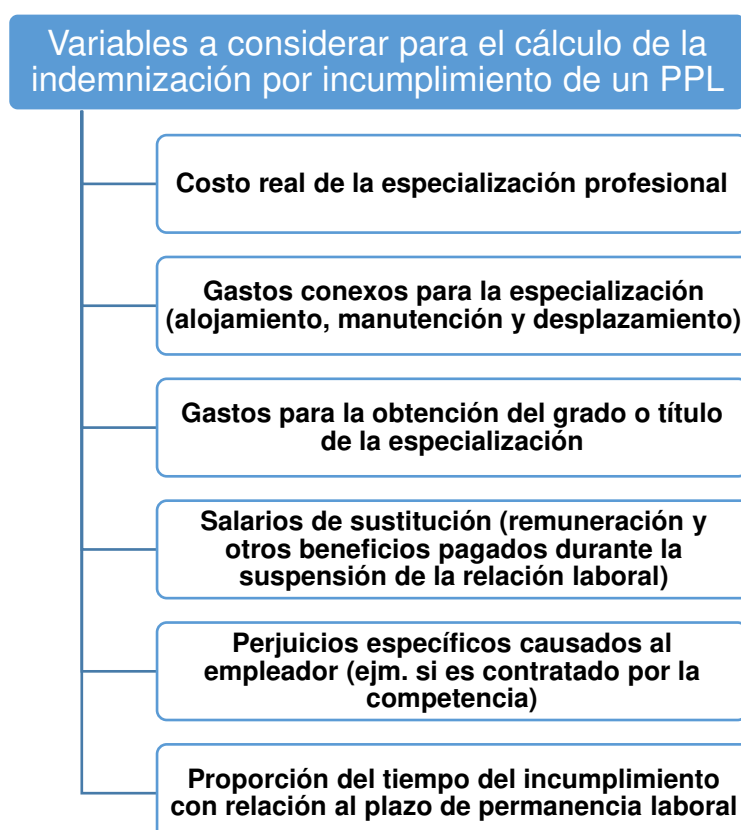 Variables a considerar para el cálculo de la
indemnización por incumplimiento de un PPL
Costo real de la especialización profesional
Gastos conexos para la especialización
(alojamiento, manutención y desplazamiento)
Gastos para la obtención del grado o título
de la especialización
Salarios de sustitución (remuneración y
otros beneficios pagados durante la
suspensión de la relación laboral)
Perjuicios específicos causados al
empleador (ejm. si es contratado por la
competencia)
Proporción del tiempo del incumplimiento
con relación al plazo de permanencia laboral